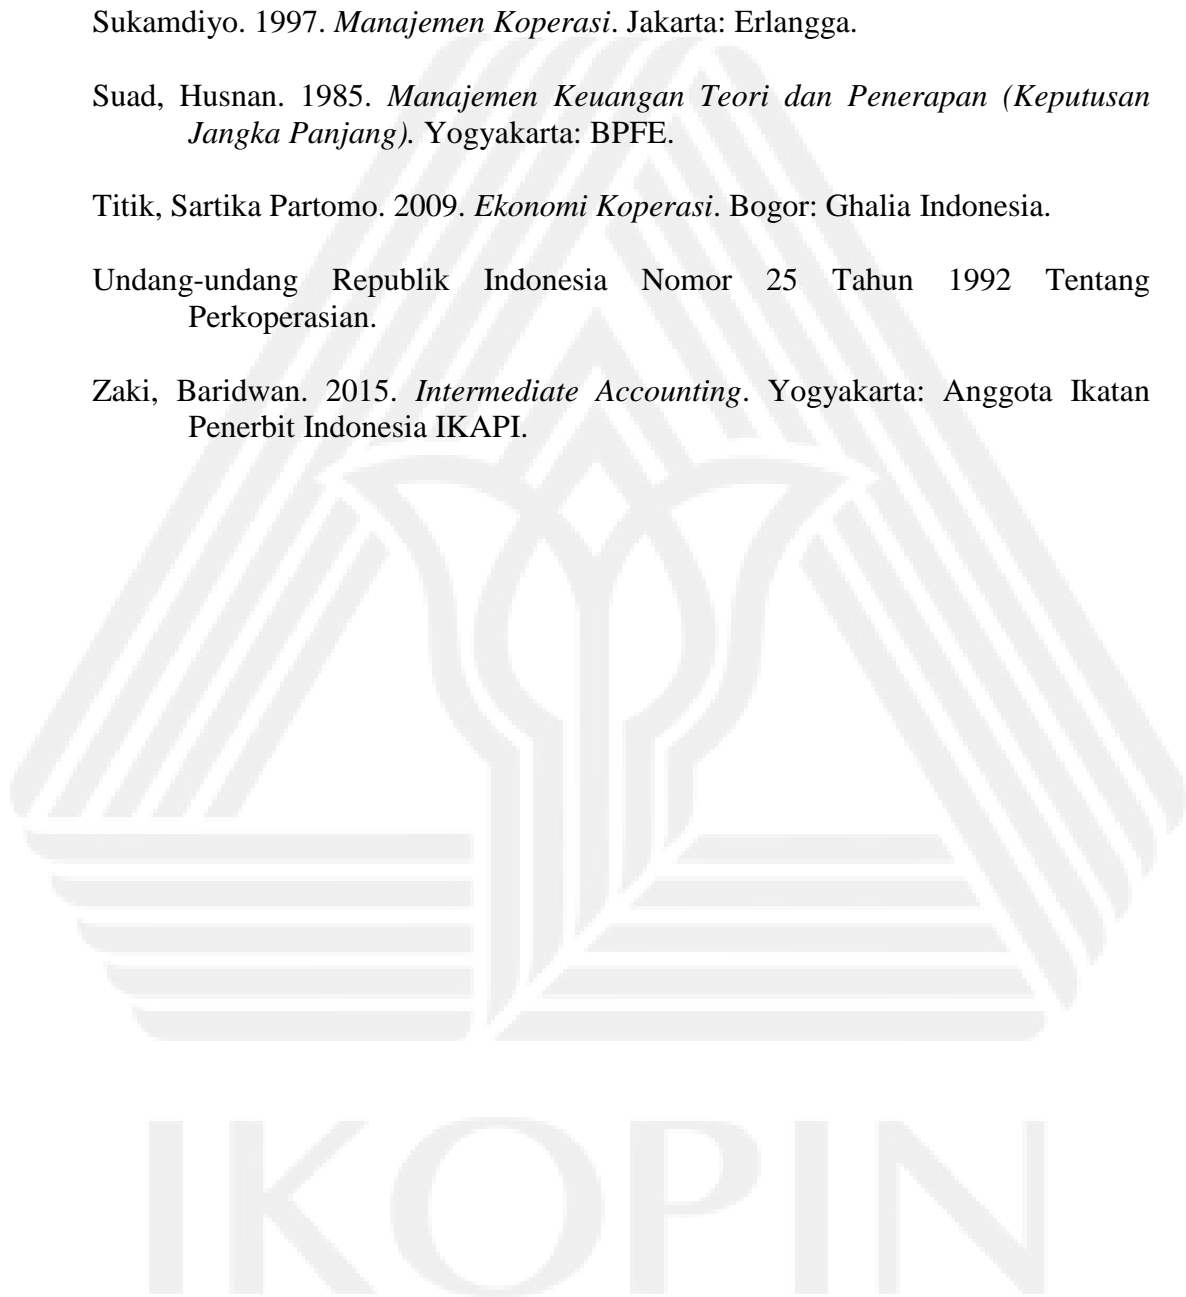 Sukamdiyo. 1997. Manajemen Koperasi. Jakarta: Erlangga.
Suad, Husnan. 1985. Manajemen Keuangan Teori dan Penerapan (Keputusan
Jangka Panjang). Yogyakarta: BPFE.
Titik, Sartika Partomo. 2009. Ekonomi Koperasi. Bogor: Ghalia Indonesia.
Undang-undang Republik Indonesia Nomor 25 Tahun 1992 Tentang
Perkoperasian.
Zaki, Baridwan. 2015. Intermediate Accounting. Yogyakarta: Anggota Ikatan
Penerbit Indonesia IKAPI.
IKOPIN